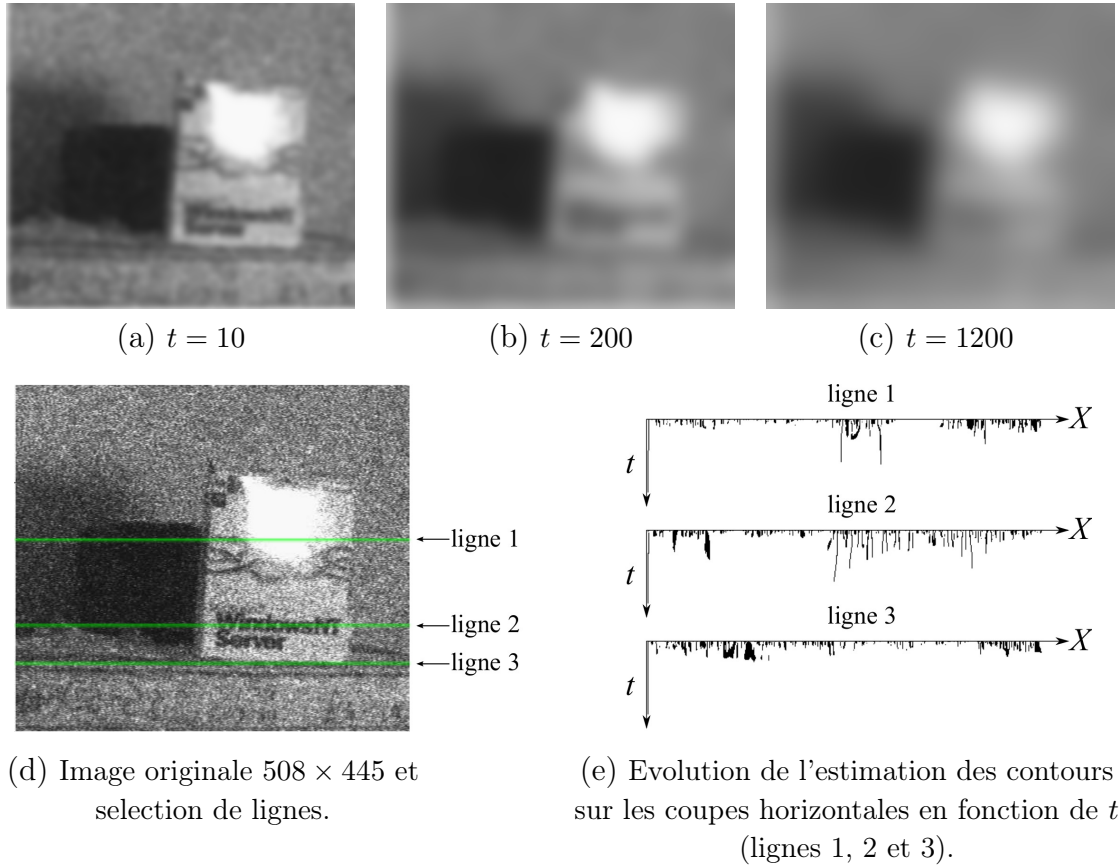 (a) t = 10
(b) t = 200
(c) t = 1200
Server
ligne 1
ligne 2
ligne 3
(d) Image originale 508 × 445 et
selection de lignes.
ligne 1
X
t
ligne 2
X
t
ligne 3
X
t
(e) Evolution de l'estimation des contours
sur les coupes horizontales en fonction de t
(lignes 1, 2 et 3).